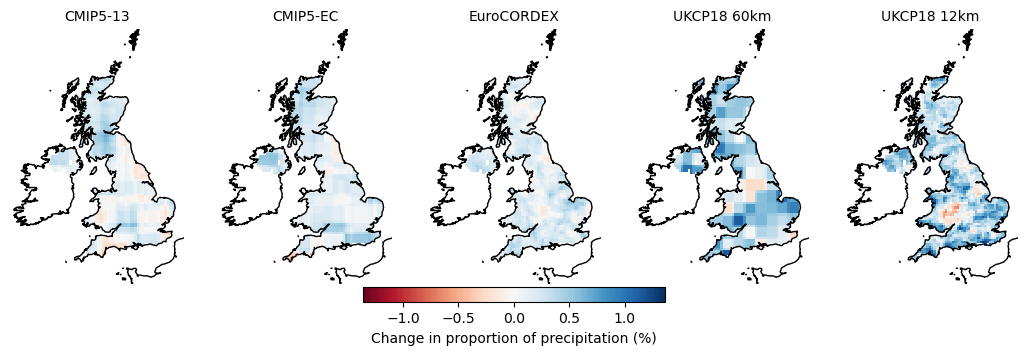 CMIP5-13 CMIP5-EC EuroCORDEX UKCP18 60km UKCP18 12km
−1.0 −0.5 0.0 0.5 1.0
Change in proportion of precipitation (%)